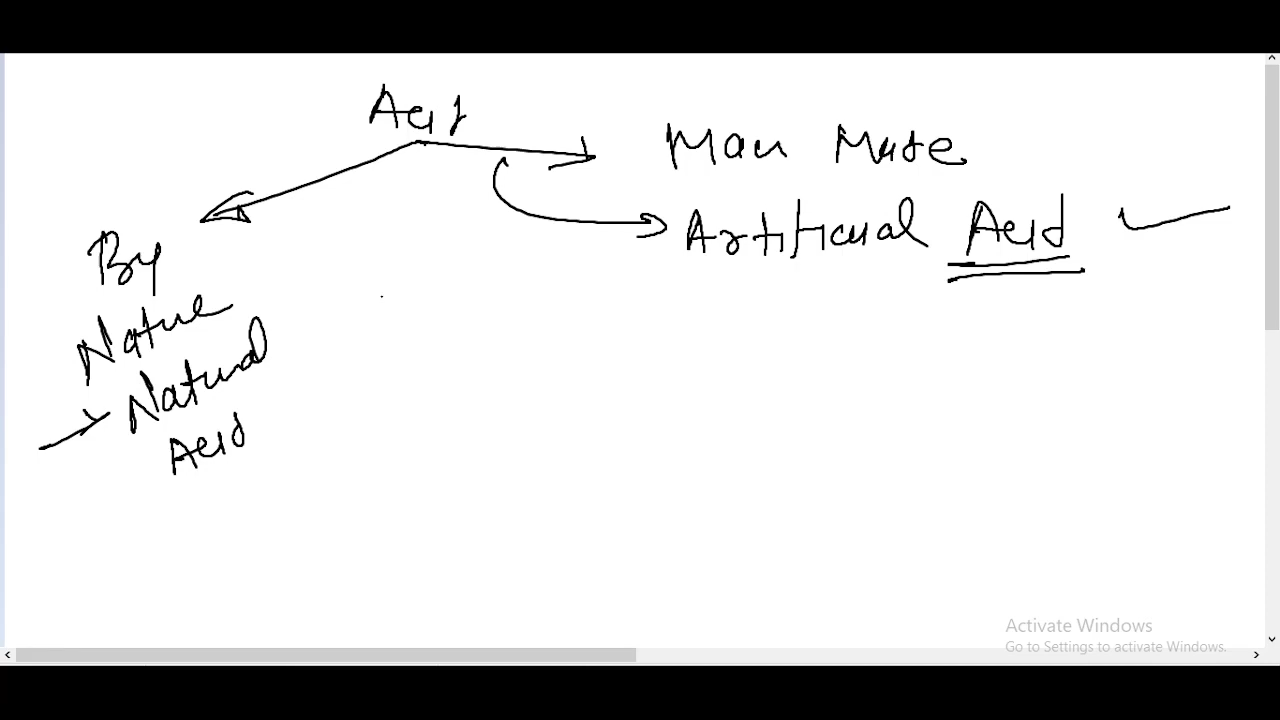 Acid
Man Made
Artificial Acid
By
Nature
Natural
Acid
Activate Windows
Go to Settings to activate Windows.